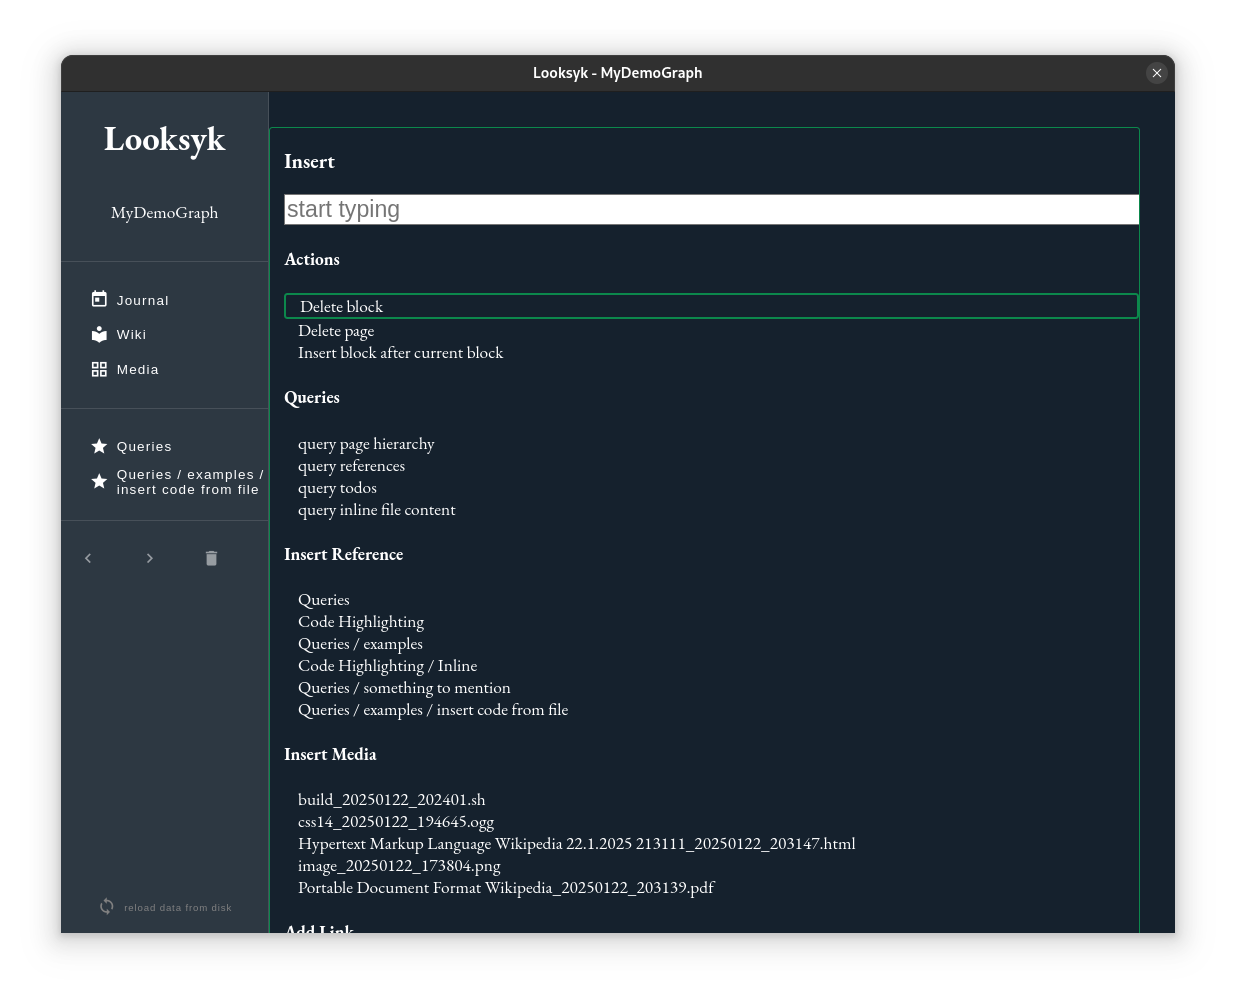 Looksyk - MyDemoGraph
Looksyk
MyDemoGraph
Journal
Wiki
Media
Queries
Queries / examples /
insert code from file
reload data from disk
Insert
start typing
Actions
Delete block
Delete page
Insert block after current block
Queries
query page hierarchy
query references
query todos
query inline file content
Insert Reference
Queries
Code Highlighting
Queries / examples
Code Highlighting / Inline
Queries / something to mention
Queries / examples / insert code from file
Insert Media
build_20250122_202401.sh
css14_20250122_194645.ogg
Hypertext Markup Language Wikipedia 22.1.2025 213111_20250122_203147.html
image_20250122_173804.png
Portable Document Format Wikipedia_20250122_203139.pdf
Add Link